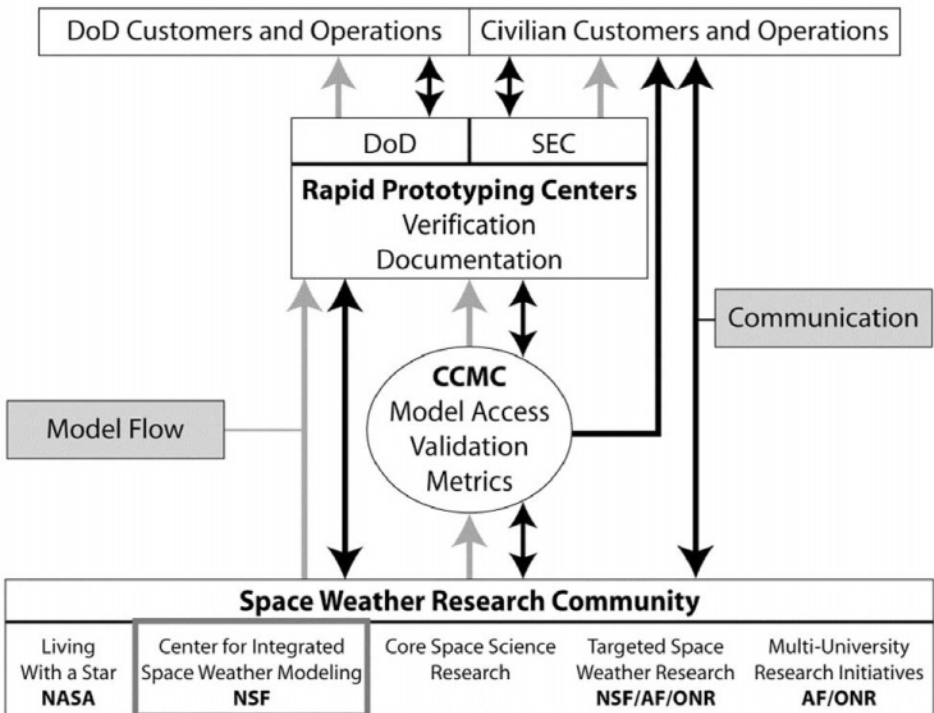 DoD Customers and Operations
Civilian Customers and Operations
DoD
SEC
Rapid Prototyping Centers
Verification
Documentation
Communication
CCMC
Model Access
Validation
Metrics
Model Flow
Space Weather Research Community
Living
With a Star
NASA
Center for Integrated
Space Weather Modeling
NSF
Core Space Science
Research
Targeted Space
Weather Research
NSF/AF/ONR
Multi-University
Research Initiatives
AF/ONR